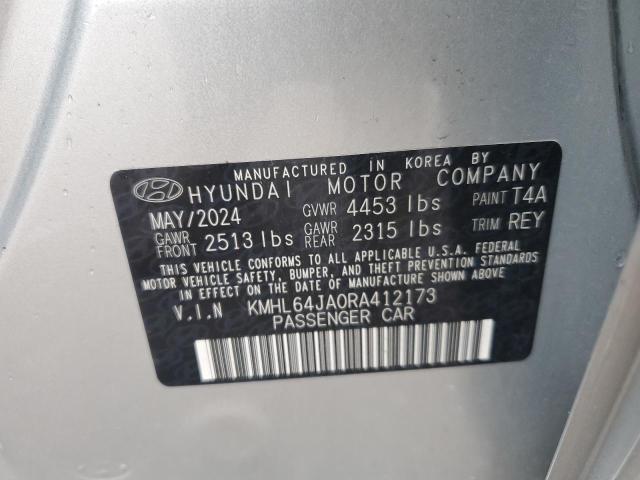 MANUFACTURED IN KOREA BY
HYUNDAI MOTOR COMPANY
MAY/2024 GVWR 4453 lbs PAINT T4A
GAWR FRONT 2513 lbs GAWR REAR 2315 lbs TRIM REY
THIS VEHICLE CONFORMS TO ALL APPLICABLE U.S.A. FEDERAL
MOTOR VEHICLE SAFETY, BUMPER, AND THEFT PREVENTION STANDARDS
IN EFFECT ON THE DATE OF MANUFACTURE SHOWN ABOVE.
V.I.N KMHL64JA0RA412173
PASSENGER CAR